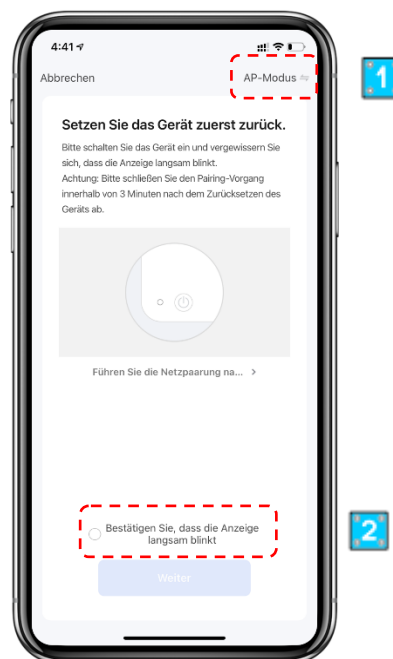 4:41
Abbrechen
AP-Modus
1
Setzen Sie das Gerät zuerst zurück.
Bitte schalten Sie das Gerät ein und vergewissern Sie
sich, dass die Anzeige langsam blinkt.
Achtung: Bitte schließen Sie den Pairing-Vorgang
innerhalb von 3 Minuten nach dem Zurücksetzen des
Geräts ab.
Führen Sie die Netzpaarung na... >
Bestätigen Sie, dass die Anzeige
langsam blinkt
2
Weiter